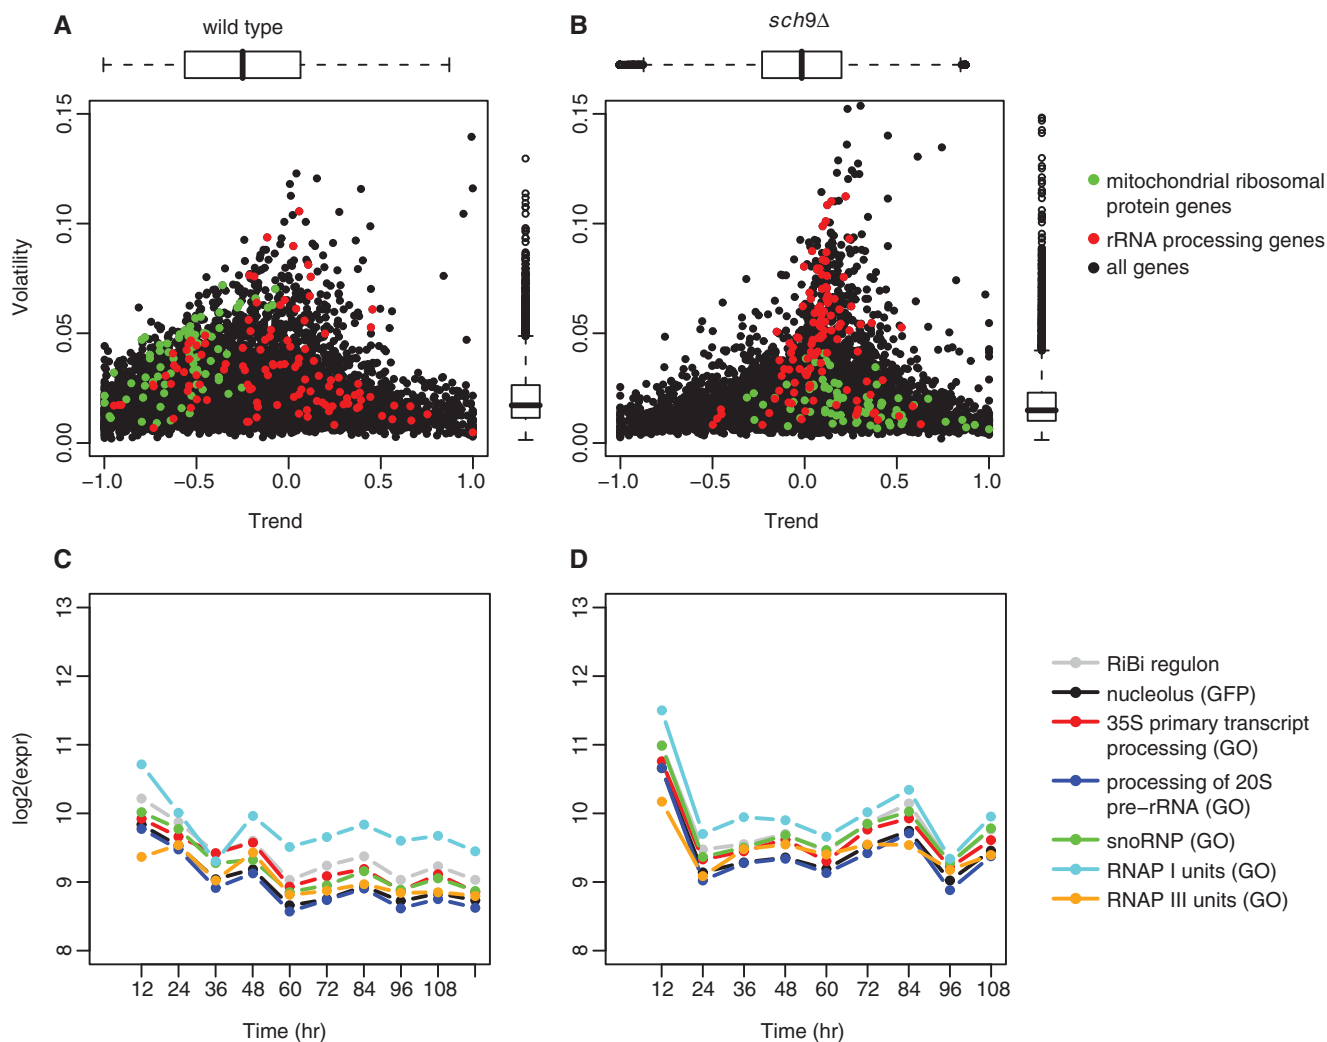 A
wild type
B
sch9Δ
Volatility
0.15
0.10
0.05
0.00
−1.0 −0.5 0.0 0.5 1.0
Trend
0.15
0.10
0.05
0.00
−1.0 −0.5 0.0 0.5 1.0
Trend
mitochondrial ribosomal
protein genes
rRNA processing genes
all genes
C
log2(expr)
13
12
11
10
9
8
12 24 36 48 60 72 84 96 108
Time (hr)
D
13
12
11
10
9
8
12 24 36 48 60 72 84 96 108
Time (hr)
RiBi regulon
nucleolus (GFP)
35S primary transcript
processing (GO)
processing of 20S
pre−rRNA (GO)
snoRNP (GO)
RNAP I units (GO)
RNAP III units (GO)